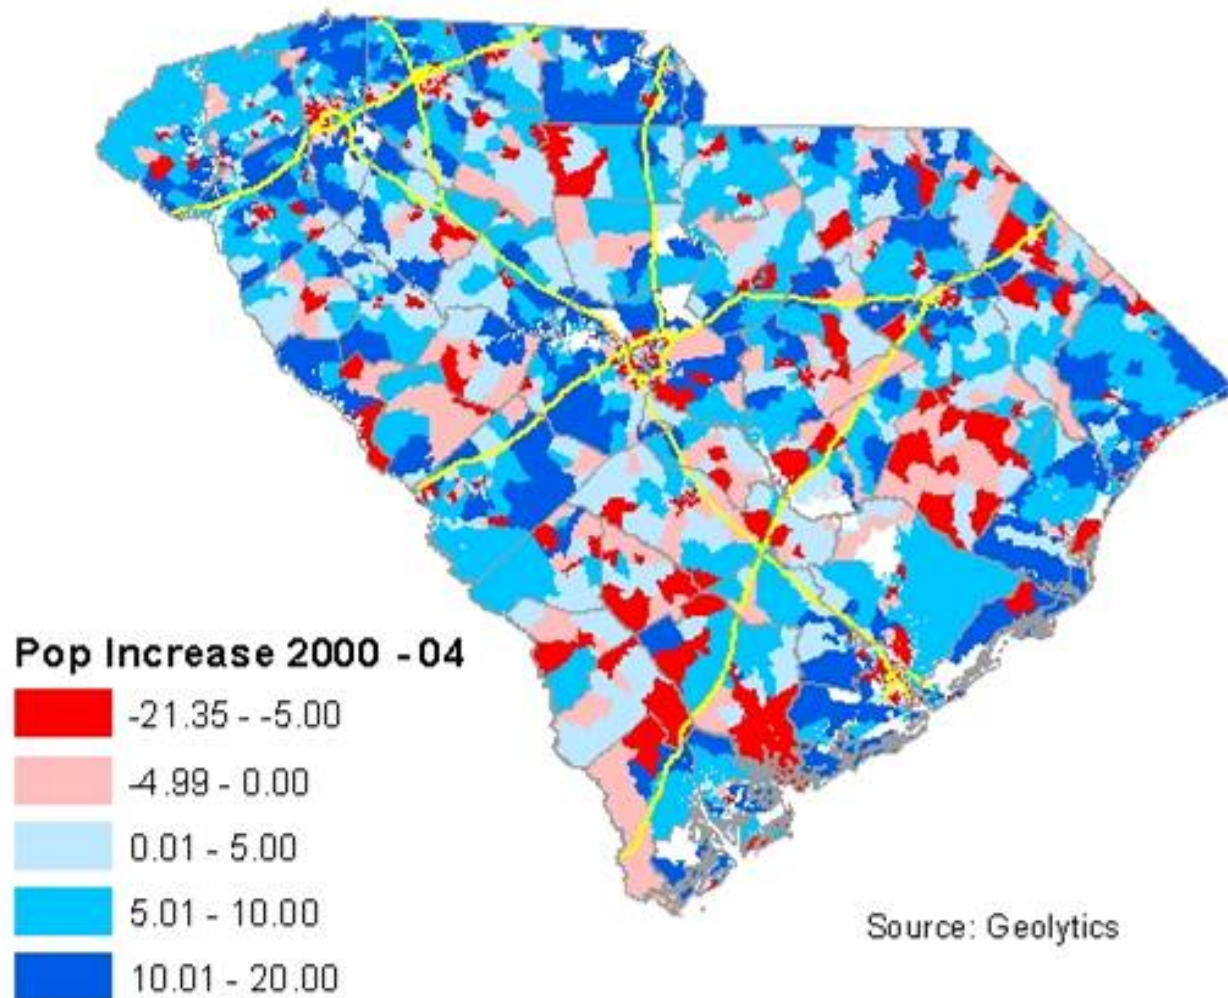 Pop Increase 2000 - 04
-21.35 - -5.00
-4.99 - 0.00
0.01 - 5.00
5.01 - 10.00
10.01 - 20.00
Source: Geolytics